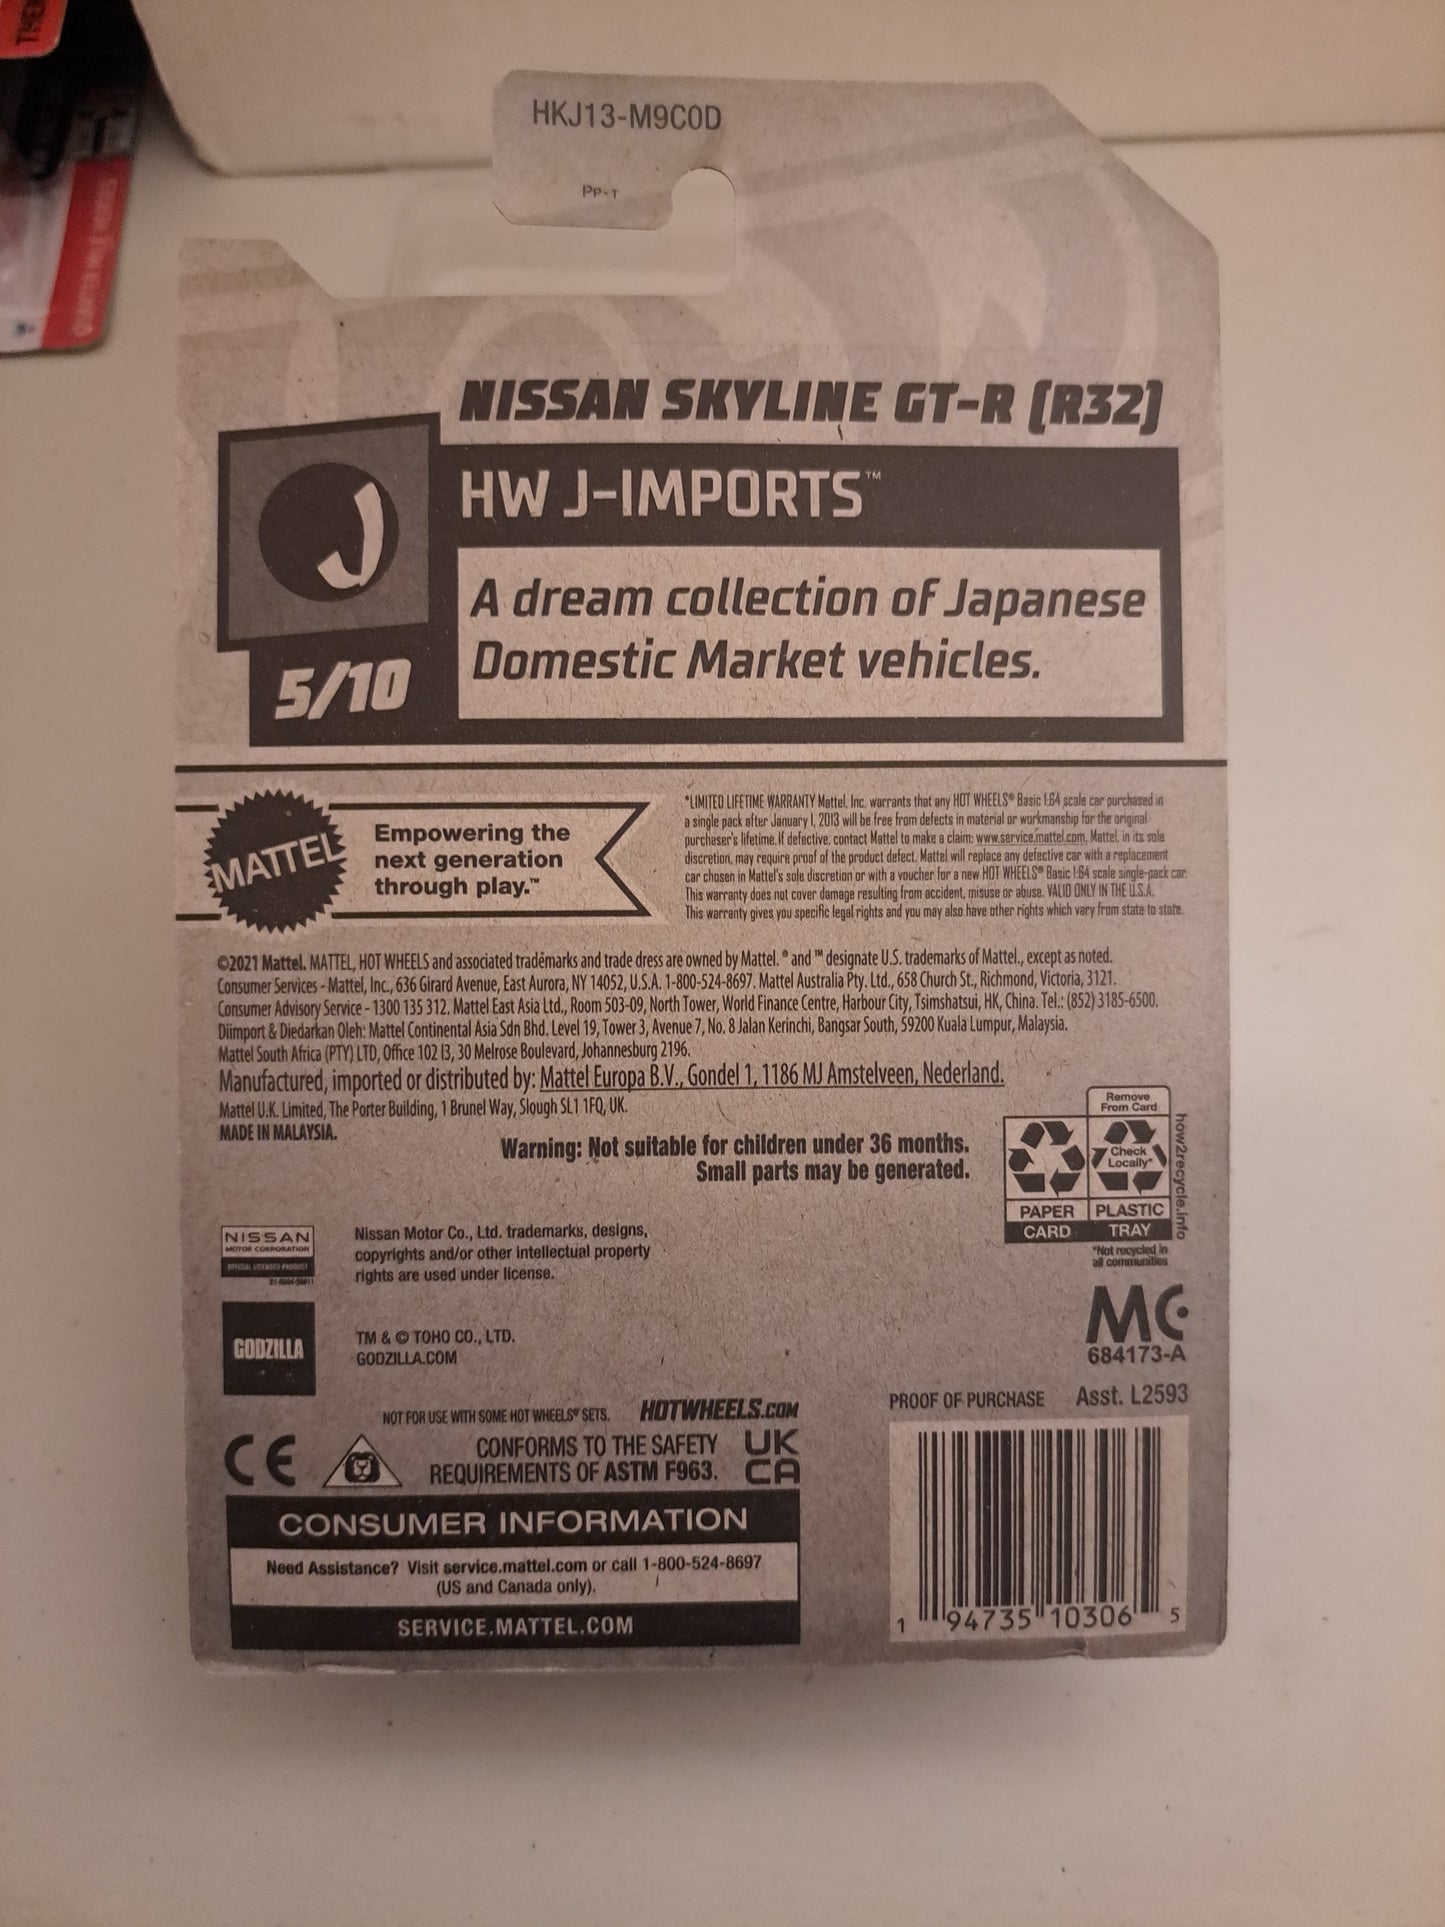 HKJ13-M9C0D
Pp-T
NISSAN SKYLINE GT-R (R32)
J
HW J-IMPORTS™
A dream collection of Japanese
Domestic Market vehicles.
5/10
MATTEL
Empowering the
next generation
through play.™
*LIMITED LIFETIME WARRANTY Mattel, Inc. warrants that any HOT WHEELS® Basic 1:64 scale car purchased in
a single pack after January 1, 2013 will be free from defects in material or workmanship for the original
purchaser's lifetime. If defective, contact Mattel to make a claim: www.service.mattel.com. Mattel, in its sole
discretion, may require proof of the product defect. Mattel will replace any defective car with a replacement
car chosen in Mattel's sole discretion or with a voucher for a new HOT WHEELS® Basic 1:64 scale single-pack car.
This warranty does not cover damage resulting from accident, misuse or abuse. VALID ONLY IN THE U.S.A.
This warranty gives you specific legal rights and you may also have other rights which vary from state to state.
©2021 Mattel. MATTEL, HOT WHEELS and associated trademarks and trade dress are owned by Mattel. ® and ™ designate U.S. trademarks of Mattel., except as noted.
Consumer Services - Mattel, Inc., 636 Girard Avenue, East Aurora, NY 14052, U.S.A. 1-800-524-8697. Mattel Australia Pty. Ltd., 658 Church St., Richmond, Victoria, 3121.
Consumer Advisory Service - 1300 135 312. Mattel East Asia Ltd., Room 503-09, North Tower, World Finance Centre, Harbour City, Tsimshatsui, HK, China. Tel.: (852) 3185-6500.
Diimport & Diedarkan Oleh: Mattel Continental Asia Sdn Bhd. Level 19, Tower 3, Avenue 7, No. 8 Jalan Kerinchi, Bangsar South, 59200 Kuala Lumpur, Malaysia.
Mattel South Africa (PTY) LTD, Office 102 I3, 30 Melrose Boulevard, Johannesburg 2196.
Manufactured, imported or distributed by: Mattel Europa B.V., Gondel 1, 1186 MJ Amstelveen, Nederland.
Mattel U.K. Limited, The Porter Building, 1 Brunel Way, Slough SL1 1FQ, UK.
MADE IN MALAYSIA.
Warning: Not suitable for children under 36 months.
Small parts may be generated.
Remove
From Card
Check
Locally*
PAPER
PLASTIC
CARD
TRAY
how2recycle.info
*Not recycled in
all communities
NISSAN
MOTOR CORPORATION
OFFICIAL LICENSED PRODUCT
Nissan Motor Co., Ltd. trademarks, designs,
copyrights and/or other intellectual property
rights are used under license.
GODZILLA
TM & © TOHO CO., LTD.
GODZILLA.COM
MC
684173-A
PROOF OF PURCHASE Asst. L2593
NOT FOR USE WITH SOME HOT WHEELS® SETS. HOTWHEELS.COM
CE
CONFORMS TO THE SAFETY
REQUIREMENTS OF ASTM F963.
UK
CA
CONSUMER INFORMATION
Need Assistance? Visit service.mattel.com or call 1-800-524-8697
(US and Canada only).
SERVICE.MATTEL.COM
1 94735 10306 5